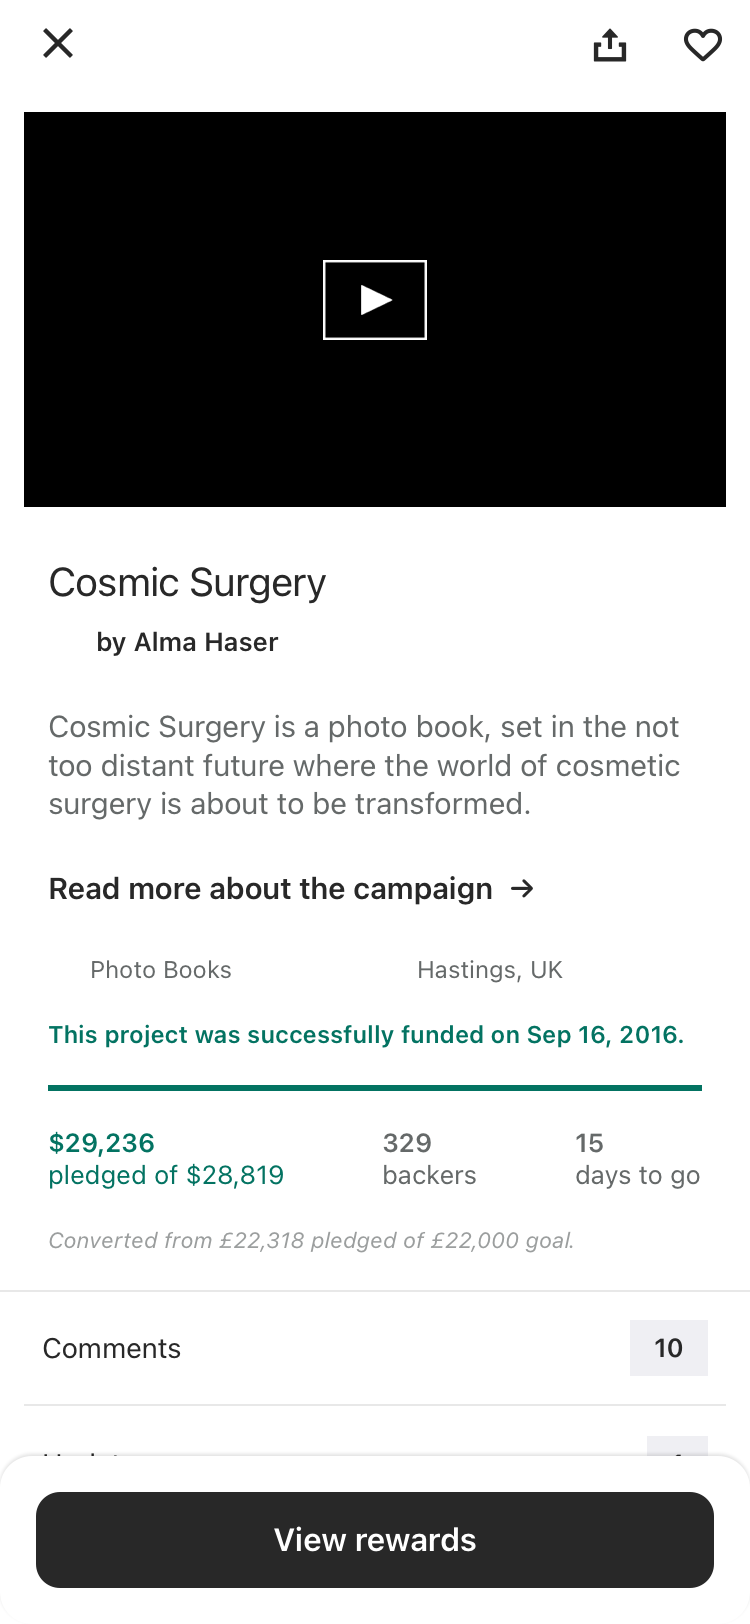 Cosmic Surgery
by Alma Haser
Cosmic Surgery is a photo book, set in the not
too distant future where the world of cosmetic
surgery is about to be transformed.
Read more about the campaign →
Photo Books
Hastings, UK
This project was successfully funded on Sep 16, 2016.
$29,236
pledged of $28,819
329
backers
15
days to go
Converted from £22,318 pledged of £22,000 goal.
Comments
10
View rewards